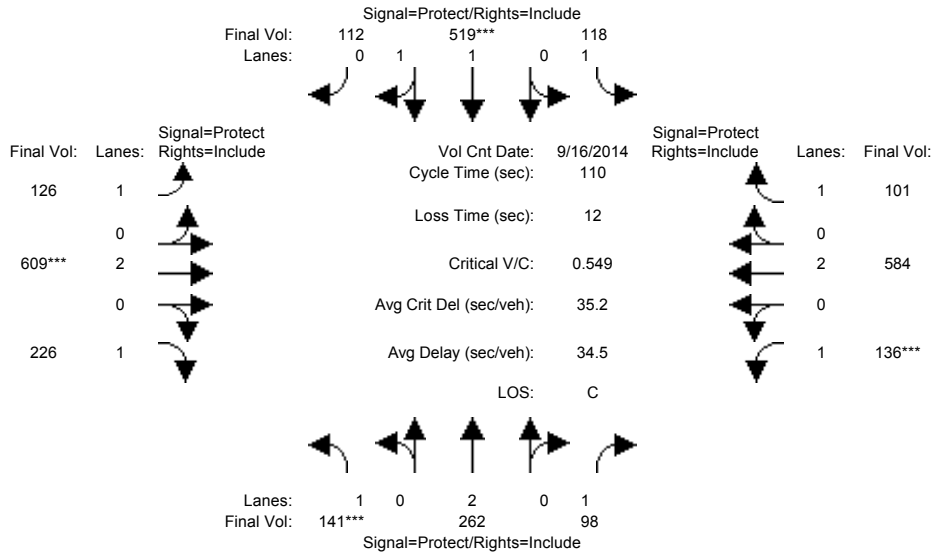 Signal=Protect/Rights=Include
Final Vol: 112 519*** 118
Lanes: 0 1 1 0 1
Signal=Protect Signal=Protect
Final Vol: Lanes: Rights=Include Vol Cnt Date: 9/16/2014 Rights=Include Lanes: Final Vol:
Cycle Time (sec): 110
126 1 1 101
Loss Time (sec): 12
0 0
609*** 2 Critical V/C: 0.549 2 584
0 Avg Crit Del (sec/veh): 35.2 0
226 1 Avg Delay (sec/veh): 34.5 1 136***
LOS: C
Lanes: 1 0 2 0 1
Final Vol: 141*** 262 98
Signal=Protect/Rights=Include